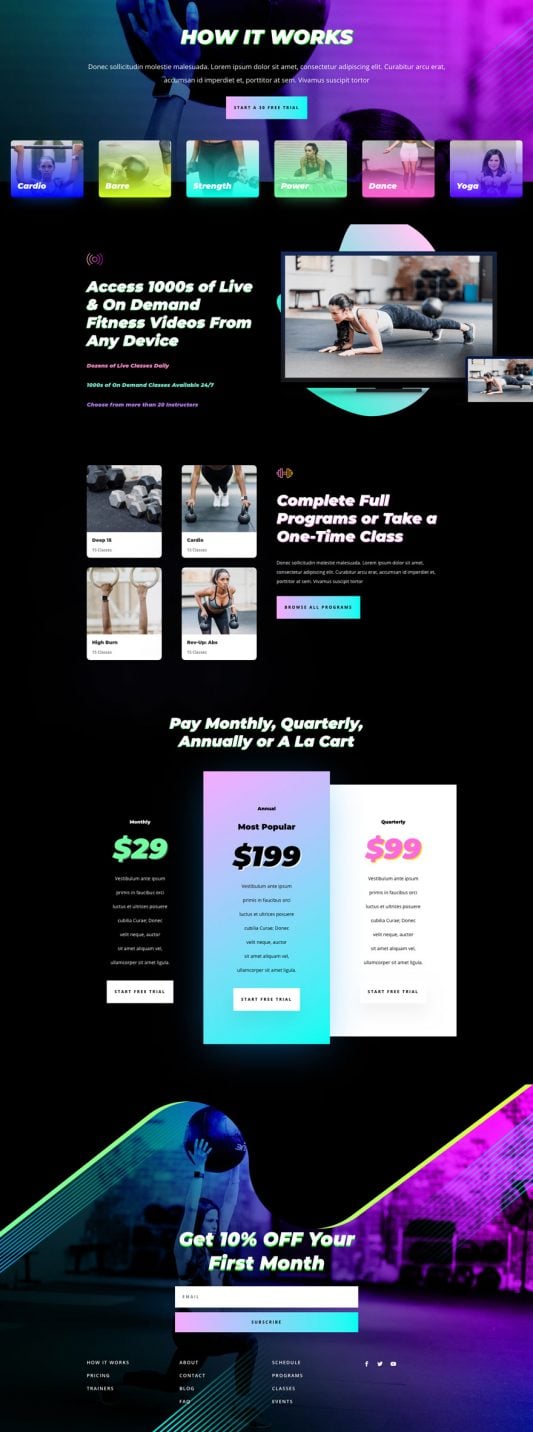 HOW IT WORKS
Donec sollicitudin molestie malesuada. Lorem ipsum dolor sit amet, consectetur adipiscing elit. Curabitur arcu erat,
accumsan id imperdiet et, porttitor at sem. Vivamus suscipit tortor
START A 30 FREE TRIAL
Cardio
Barre
Strength
Power
Dance
Yoga
Access 1000s of Live
& On Demand
Fitness Videos From
Any Device
Dozens of Live Classes Daily
1000s of On Demand Classes Available 24/7
Choose from more than 20 Instructors
Deep 16
15 Classes
Cardio
15 Classes
High Burn
15 Classes
Rev-Up: Abs
15 Classes
Complete Full
Programs or Take a
One-Time Class
Donec sollicitudin molestie malesuada. Lorem ipsum dolor sit amet,
consectetur adipiscing elit. Curabitur arcu erat, accumsan id imperdiet et,
porttitor at sem. Vivamus suscipit tortor
BROWSE ALL PROGRAMS
Pay Monthly, Quarterly,
Annually or A La Cart
Monthly
$29
Vestibulum ante ipsum
primis in faucibus orci
luctus et ultrices posuere
cubilia Curae; Donec
velit neque, auctor
sit amet aliquam vel,
ullamcorper sit amet ligula.
START FREE TRIAL
Annual
Most Popular
$199
Vestibulum ante ipsum
primis in faucibus orci
luctus et ultrices posuere
cubilia Curae; Donec
velit neque, auctor
sit amet aliquam vel,
ullamcorper sit amet ligula.
START FREE TRIAL
Quarterly
$99
Vestibulum ante ipsum
primis in faucibus orci
luctus et ultrices posuere
cubilia Curae; Donec
velit neque, auctor
sit amet aliquam vel,
ullamcorper sit amet ligula.
START FREE TRIAL
Get 10% OFF Your
First Month
EMAIL
SUBSCRIBE
HOW IT WORKS
PRICING
TRAINERS
ABOUT
CONTACT
BLOG
FAQ
SCHEDULE
PROGRAMS
CLASSES
EVENTS